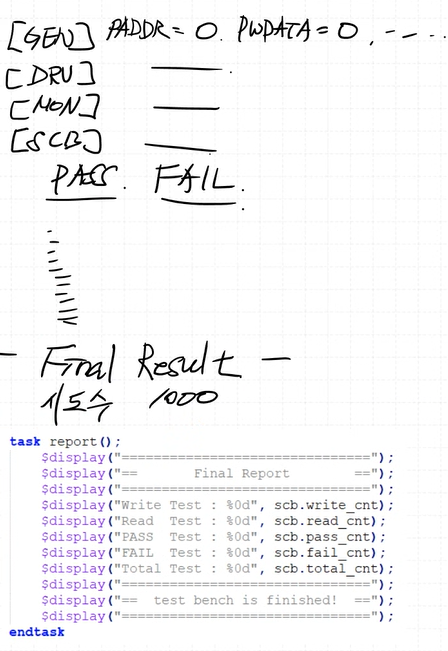 [GEN] PADDR = 0. PWDATA = 0, - - - . .
[DRV] ____ .
[MON] ____
[SCB] ____
PASS. FAIL.
- Final Result -
시도수 1000
task report();
$display("================================");
$display("==       Final Report        ==");
$display("================================");
$display("Write Test : %0d", scb.write_cnt);
$display("Read  Test : %0d", scb.read_cnt);
$display("PASS  Test : %0d", scb.pass_cnt);
$display("FAIL  Test : %0d", scb.fail_cnt);
$display("Total Test : %0d", scb.total_cnt);
$display("================================");
$display("==  test bench is finished!  ==");
$display("================================");
endtask